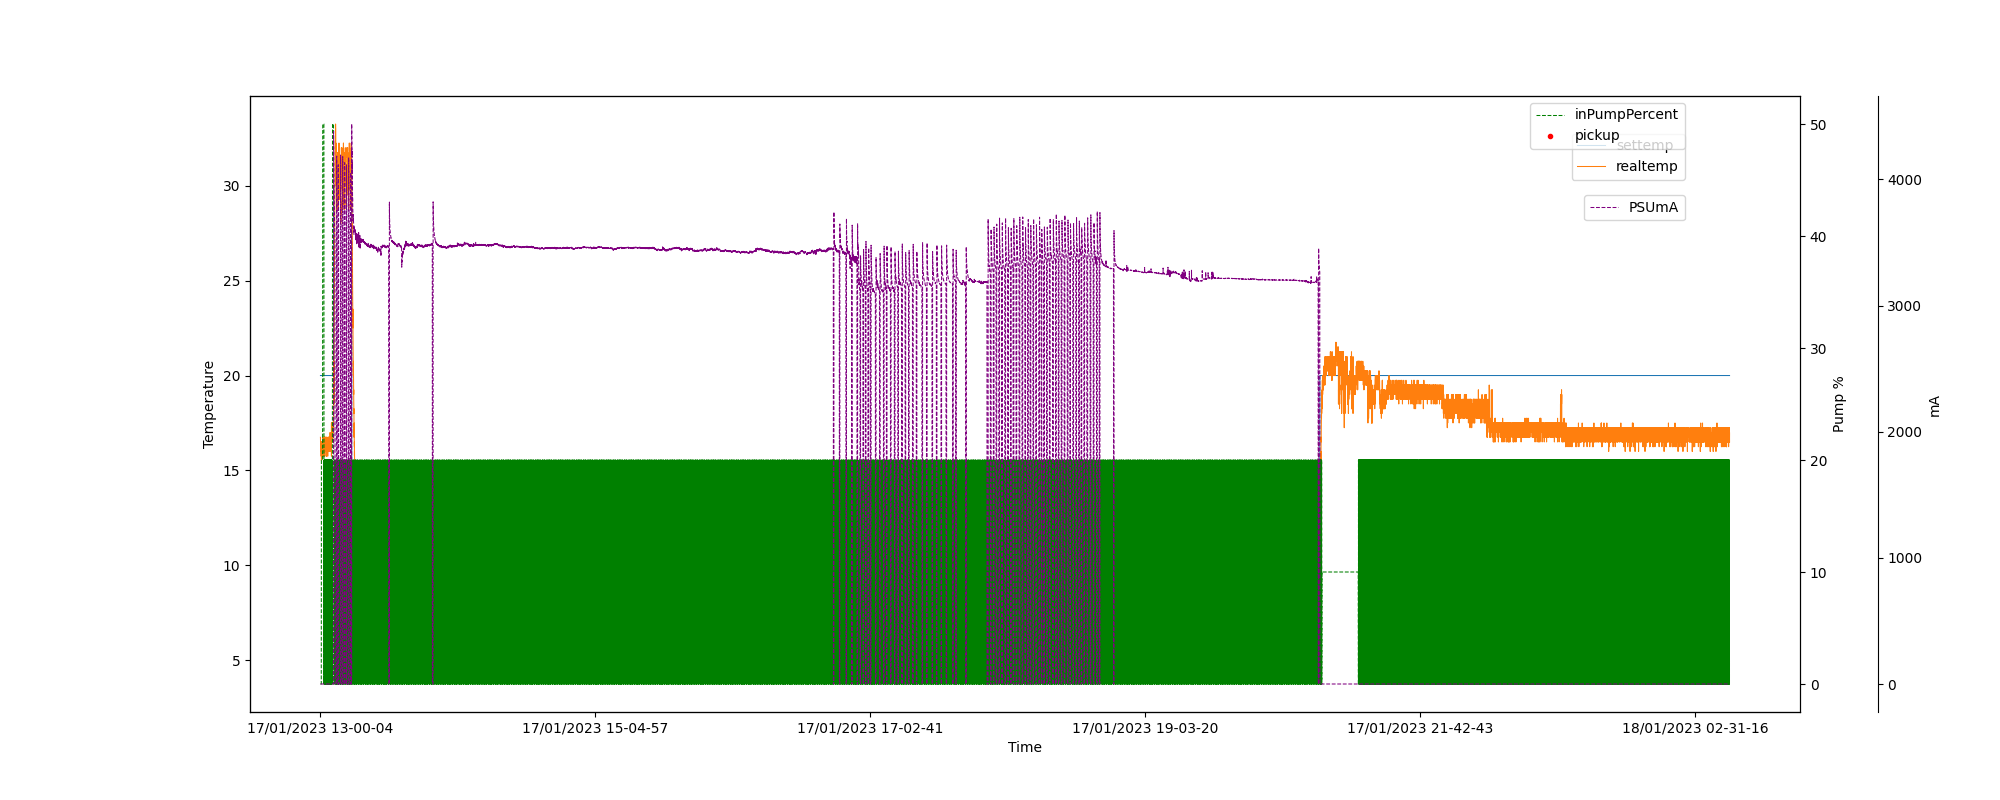 inPumpPercent
pickup
settemp
realtemp
PSUmA
30
25
20
15
10
5
Temperature
50
40
30
20
10
0
Pump %
4000
3000
2000
1000
0
mA
17/01/2023 13-00-04
17/01/2023 15-04-57
17/01/2023 17-02-41
17/01/2023 19-03-20
17/01/2023 21-42-43
18/01/2023 02-31-16
Time